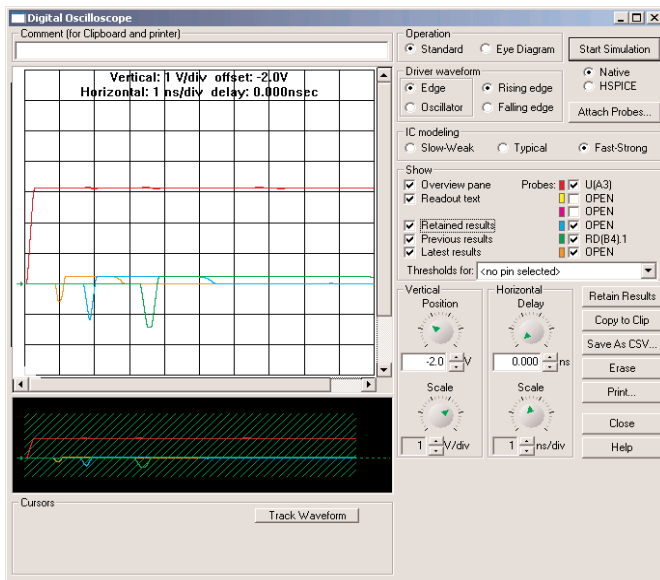 Digital Oscilloscope
Comment (for Clipboard and printer)
Vertical: 1 V/div offset: -2.0V
Horizontal: 1 ns/div delay: 0.000nsec
Operation
Standard
Eye Diagram
Start Simulation
Driver waveform
Edge
Rising edge
Oscillator
Falling edge
Native
HSPICE
Attach Probes...
IC modeling
Slow-Weak
Typical
Fast-Strong
Show
Overview pane
Probes:
U(A3)
Readout text
OPEN
OPEN
Retained results
OPEN
Previous results
RD(B4).1
Latest results
OPEN
Thresholds for:
<no pin selected>
Vertical
Position
-2.0
V
Scale
1
V/div
Horizontal
Delay
0.000
ns
Scale
1
ns/div
Retain Results
Copy to Clip
Save As CSV...
Erase
Print...
Close
Help
Cursors
Track Waveform